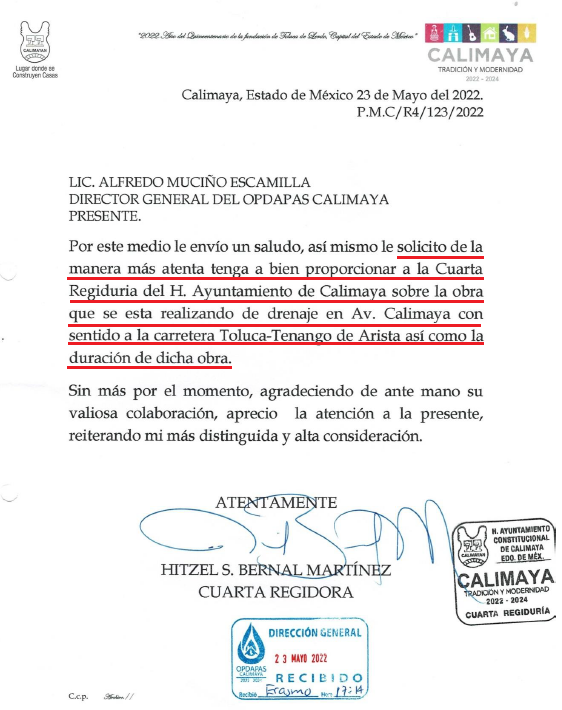 "2022. Año del Quincentenario de la fundación de Toluca de Lerdo, Capital del Estado de México"
CALIMAYA
Lugar donde se
Construyen Casas
CALIMAYA
TRADICIÓN Y MODERNIDAD
2022 - 2024
Calimaya, Estado de México 23 de Mayo del 2022.
P.M.C/R4/123/2022
LIC. ALFREDO MUCIÑO ESCAMILLA
DIRECTOR GENERAL DEL OPDAPAS CALIMAYA
PRESENTE.
Por este medio le envío un saludo, así mismo le solicito de la
manera más atenta tenga a bien proporcionar a la Cuarta
Regiduria del H. Ayuntamiento de Calimaya sobre la obra
que se esta realizando de drenaje en Av. Calimaya con
sentido a la carretera Toluca-Tenango de Arista así como la
duración de dicha obra.
Sin más por el momento, agradeciendo de ante mano su
valiosa colaboración, aprecio la atención a la presente,
reiterando mi más distinguida y alta consideración.
ATENTAMENTE
HITZEL S. BERNAL MARTÍNEZ
CUARTA REGIDORA
H. AYUNTAMIENTO
CONSTITUCIONAL
DE CALIMAYA
EDO. DE MÉX.
CALIMAYA
TRADICIÓN Y MODERNIDAD
2022 - 2024
CUARTA REGIDURÍA
DIRECCIÓN GENERAL
23 MAYO 2022
OPDAPAS
CALIMAYA
RECIBIDO
Recibió Erasmo Hora 17:14
C.c.p. Archivo//